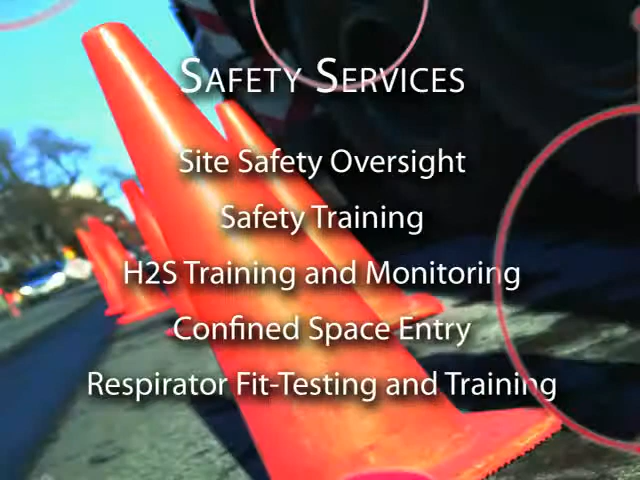 Safety Services
Site Safety Oversight
Safety Training
H2S Training and Monitoring
Confined Space Entry
Respirator Fit-Testing and Training